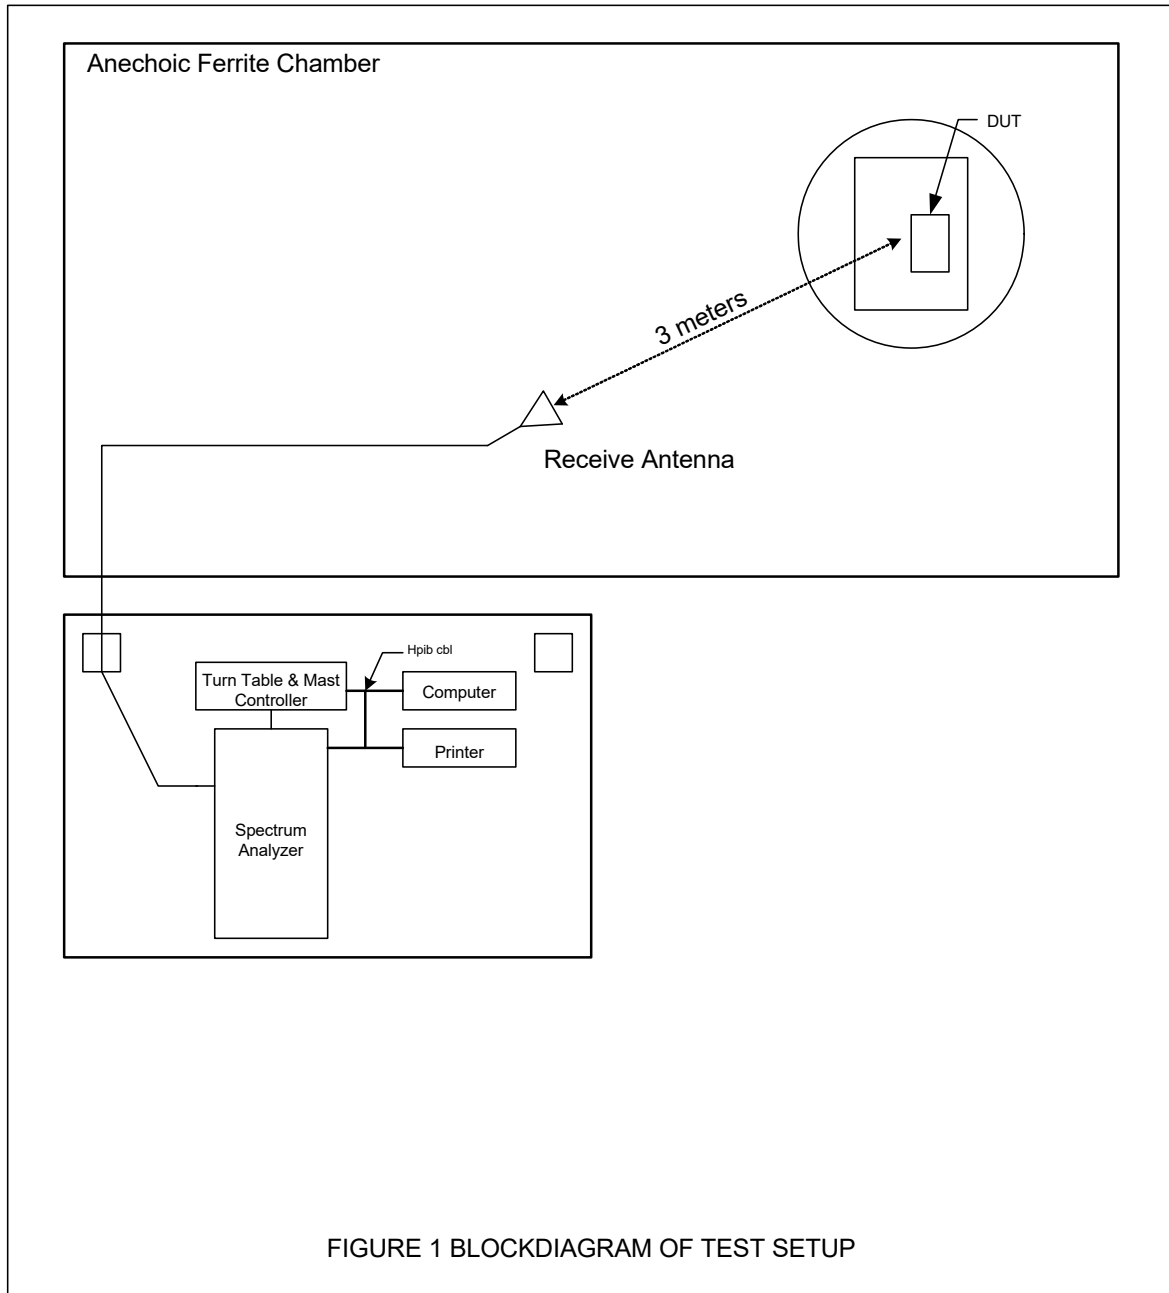 Anechoic Ferrite Chamber
DUT
3 meters
Receive Antenna
Hpib cbl
Turn Table & Mast
Controller
Computer
Printer
Spectrum
Analyzer
FIGURE 1 BLOCKDIAGRAM OF TEST SETUP